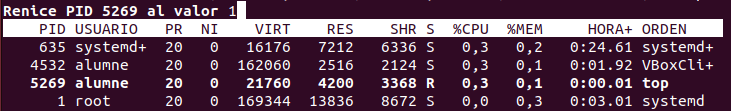 Renice PID 5269 al valor 1
PID USUARIO PR NI VIRT RES SHR S %CPU %MEM HORA+ ORDEN
635 systemd+ 20 0 16176 7212 6336 S 0,3 0,2 0:24.61 systemd+
4532 alumne 20 0 162060 2516 2124 S 0,3 0,1 0:01.92 VBoxCli+
5269 alumne 20 0 21760 4200 3368 R 0,3 0,1 0:00.01 top
1 root 20 0 169344 13836 8672 S 0,0 0,3 0:03.01 systemd